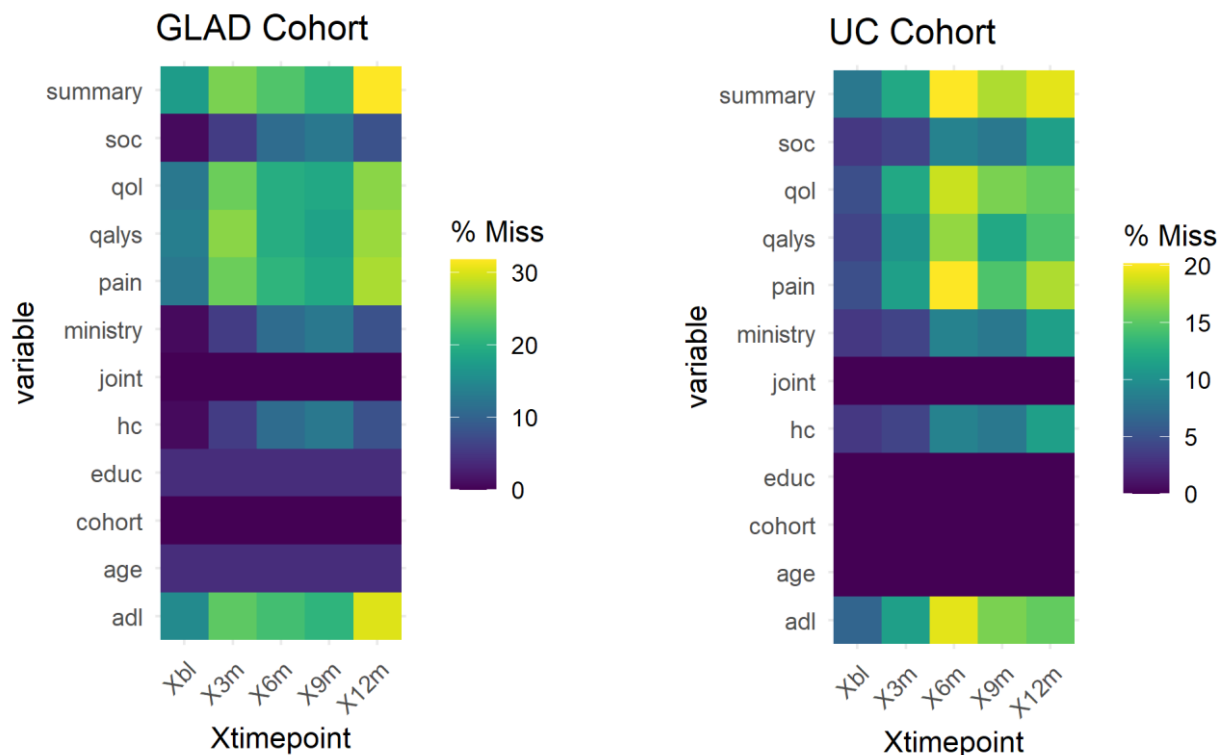 GLAD Cohort
summary
soc
qol
qalys
pain
ministry
joint
hc
educ
cohort
age
adl
variable
Xbl
X3m
X6m
X9m
X12m
Xtimepoint
% Miss
30
20
10
0
UC Cohort
summary
soc
qol
qalys
pain
ministry
joint
hc
educ
cohort
age
adl
variable
Xbl
X3m
X6m
X9m
X12m
Xtimepoint
% Miss
20
15
10
5
0